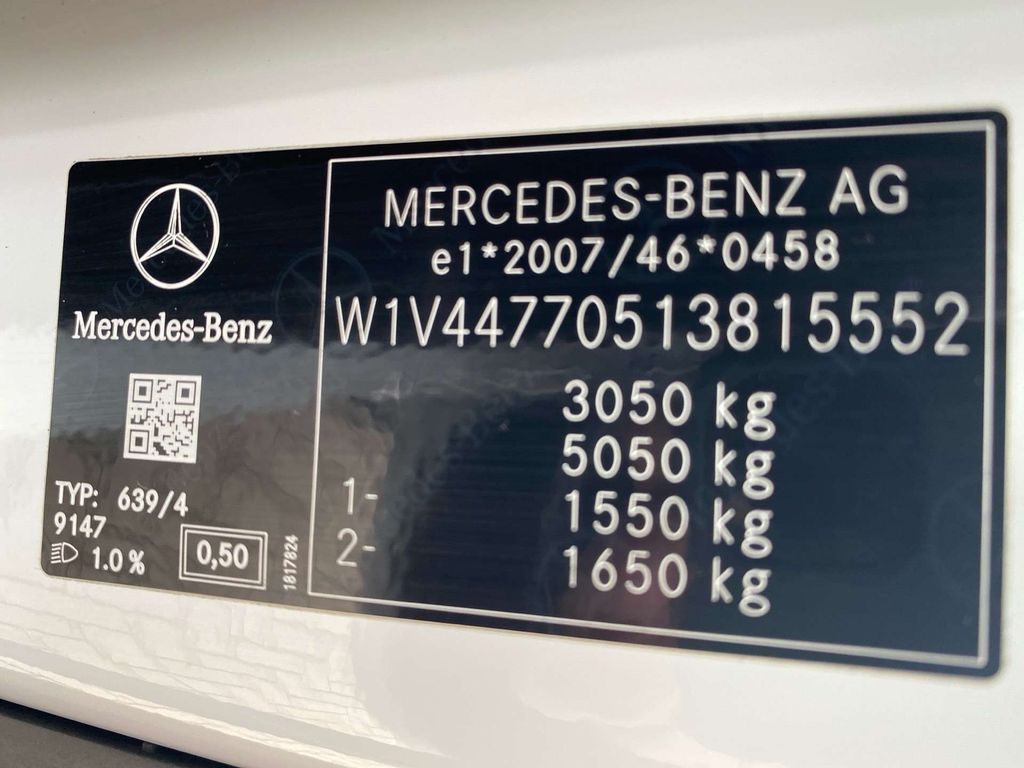 Mercedes-Benz
TYP: 639/4
9147
1.0 %
0,50
1817824
MERCEDES-BENZ AG
e1*2007/46*0458
W1V44770513815552
3050 kg
5050 kg
1- 1550 kg
2- 1650 kg